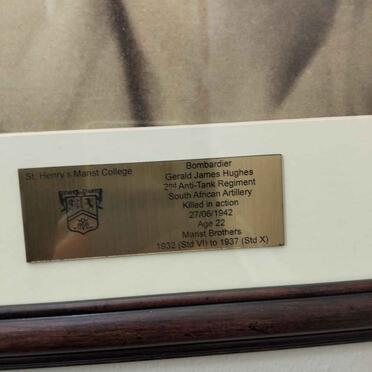 St. Henry's Marist College
Bombardier
Gerald James Hughes
2nd Anti-Tank Regiment
South African Artillery
Killed in action
27/06/1942
Age 22
Marist Brothers
1932 (Std VI) to 1937 (Std X)